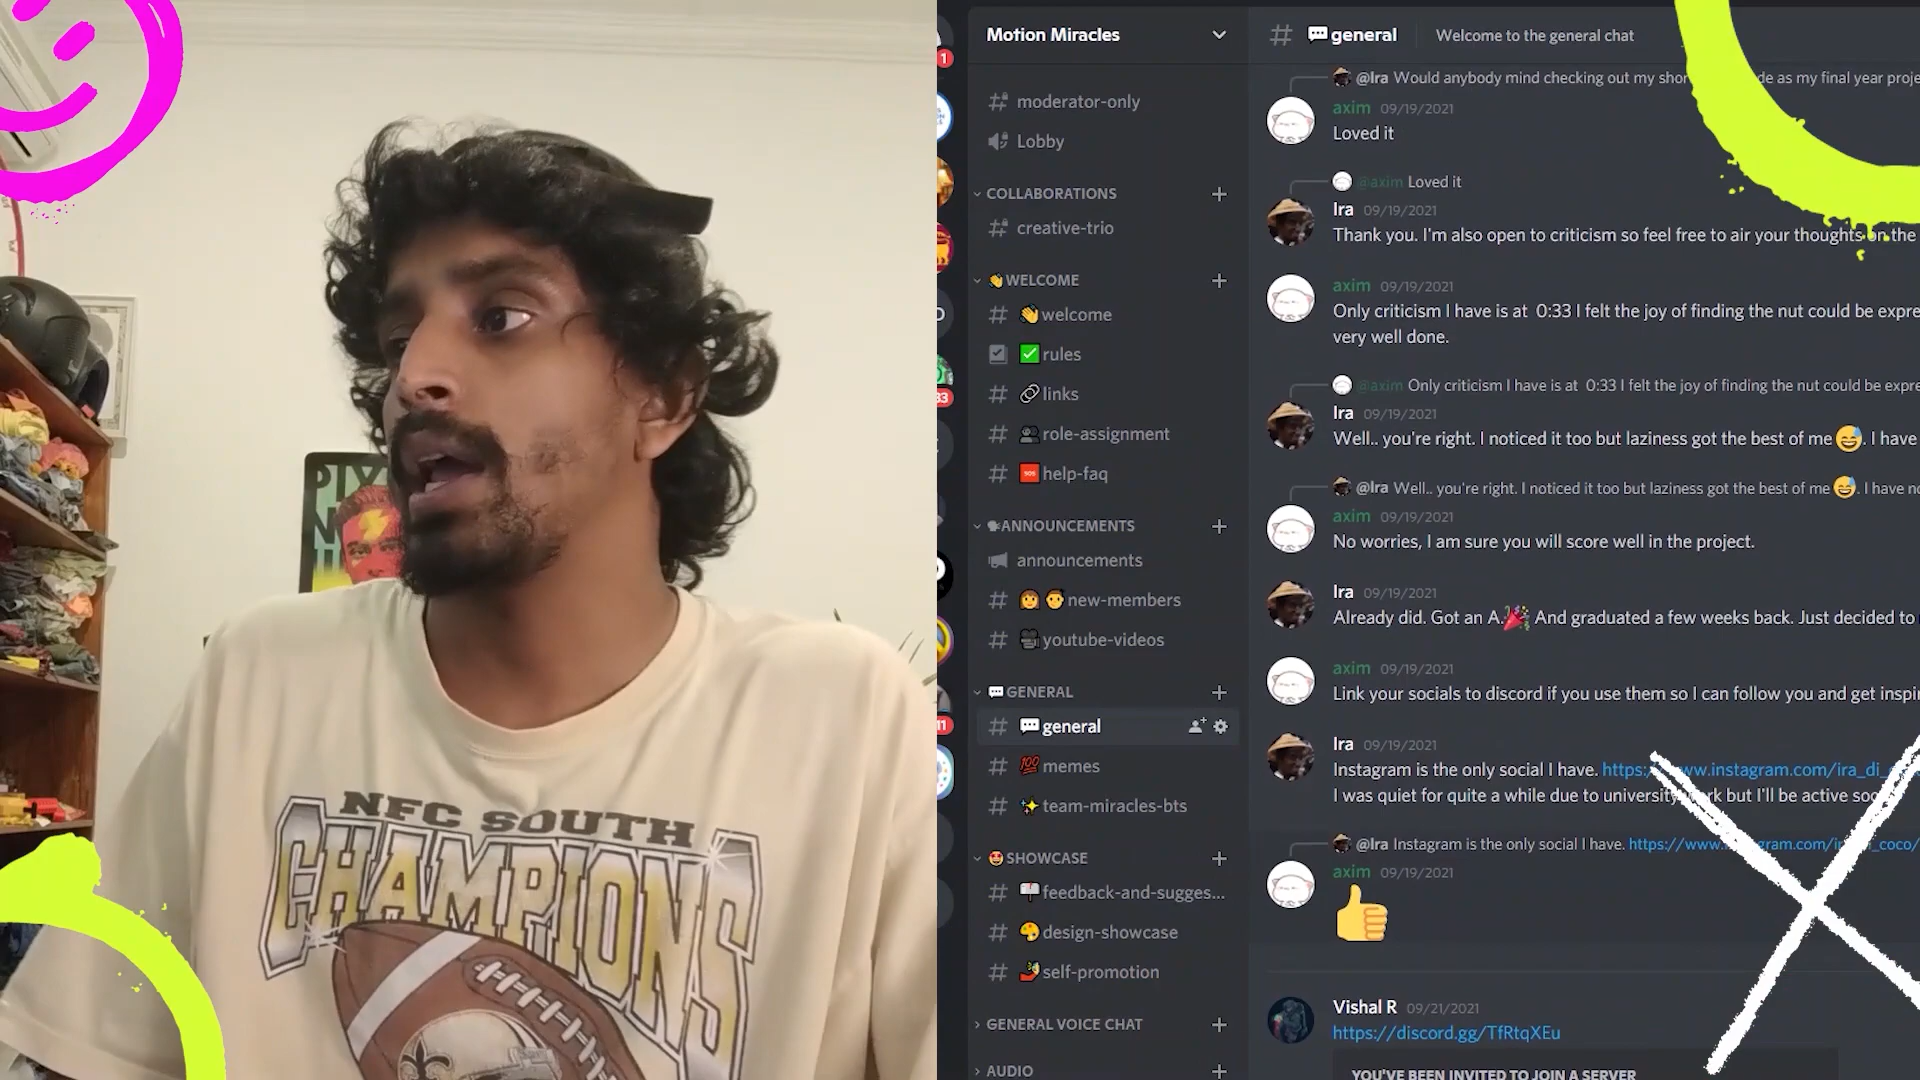 NFC SOUTH
CHAMPIONS
Motion Miracles
moderator-only
Lobby
COLLABORATIONS
creative-trio
WELCOME
welcome
rules
links
role-assignment
help-faq
ANNOUNCEMENTS
announcements
new-members
youtube-videos
GENERAL
general
memes
team-miracles-bts
SHOWCASE
feedback-and-sugges...
design-showcase
self-promotion
GENERAL VOICE CHAT
AUDIO
general Welcome to the general chat
@Ira Would anybody mind checking out my shor as my final year proje
axim 09/19/2021
Loved it
@axim Loved it
Ira 09/19/2021
Thank you. I'm also open to criticism so feel free to air your thoughts on the
axim 09/19/2021
Only criticism I have is at 0:33 I felt the joy of finding the nut could be expre
very well done.
@axim Only criticism I have is at 0:33 I felt the joy of finding the nut could be expre
Ira 09/19/2021
Well.. you're right. I noticed it too but laziness got the best of me 😅. I have
@Ira Well.. you're right. I noticed it too but laziness got the best of me 😅. I have no
axim 09/19/2021
No worries, I am sure you will score well in the project.
Ira 09/19/2021
Already did. Got an A.🎉 And graduated a few weeks back. Just decided to
axim 09/19/2021
Link your socials to discord if you use them so I can follow you and get inspi
Ira 09/19/2021
Instagram is the only social I have. https://www.instagram.com/ira_di_
I was quiet for quite a while due to university work but I'll be active soo
@Ira Instagram is the only social I have. https://www.instagram.com/ira_di_coco/
axim 09/19/2021
👍
Vishal R 09/21/2021
https://discord.gg/TfRtqXEu
YOU'VE BEEN INVITED TO JOIN A SERVER